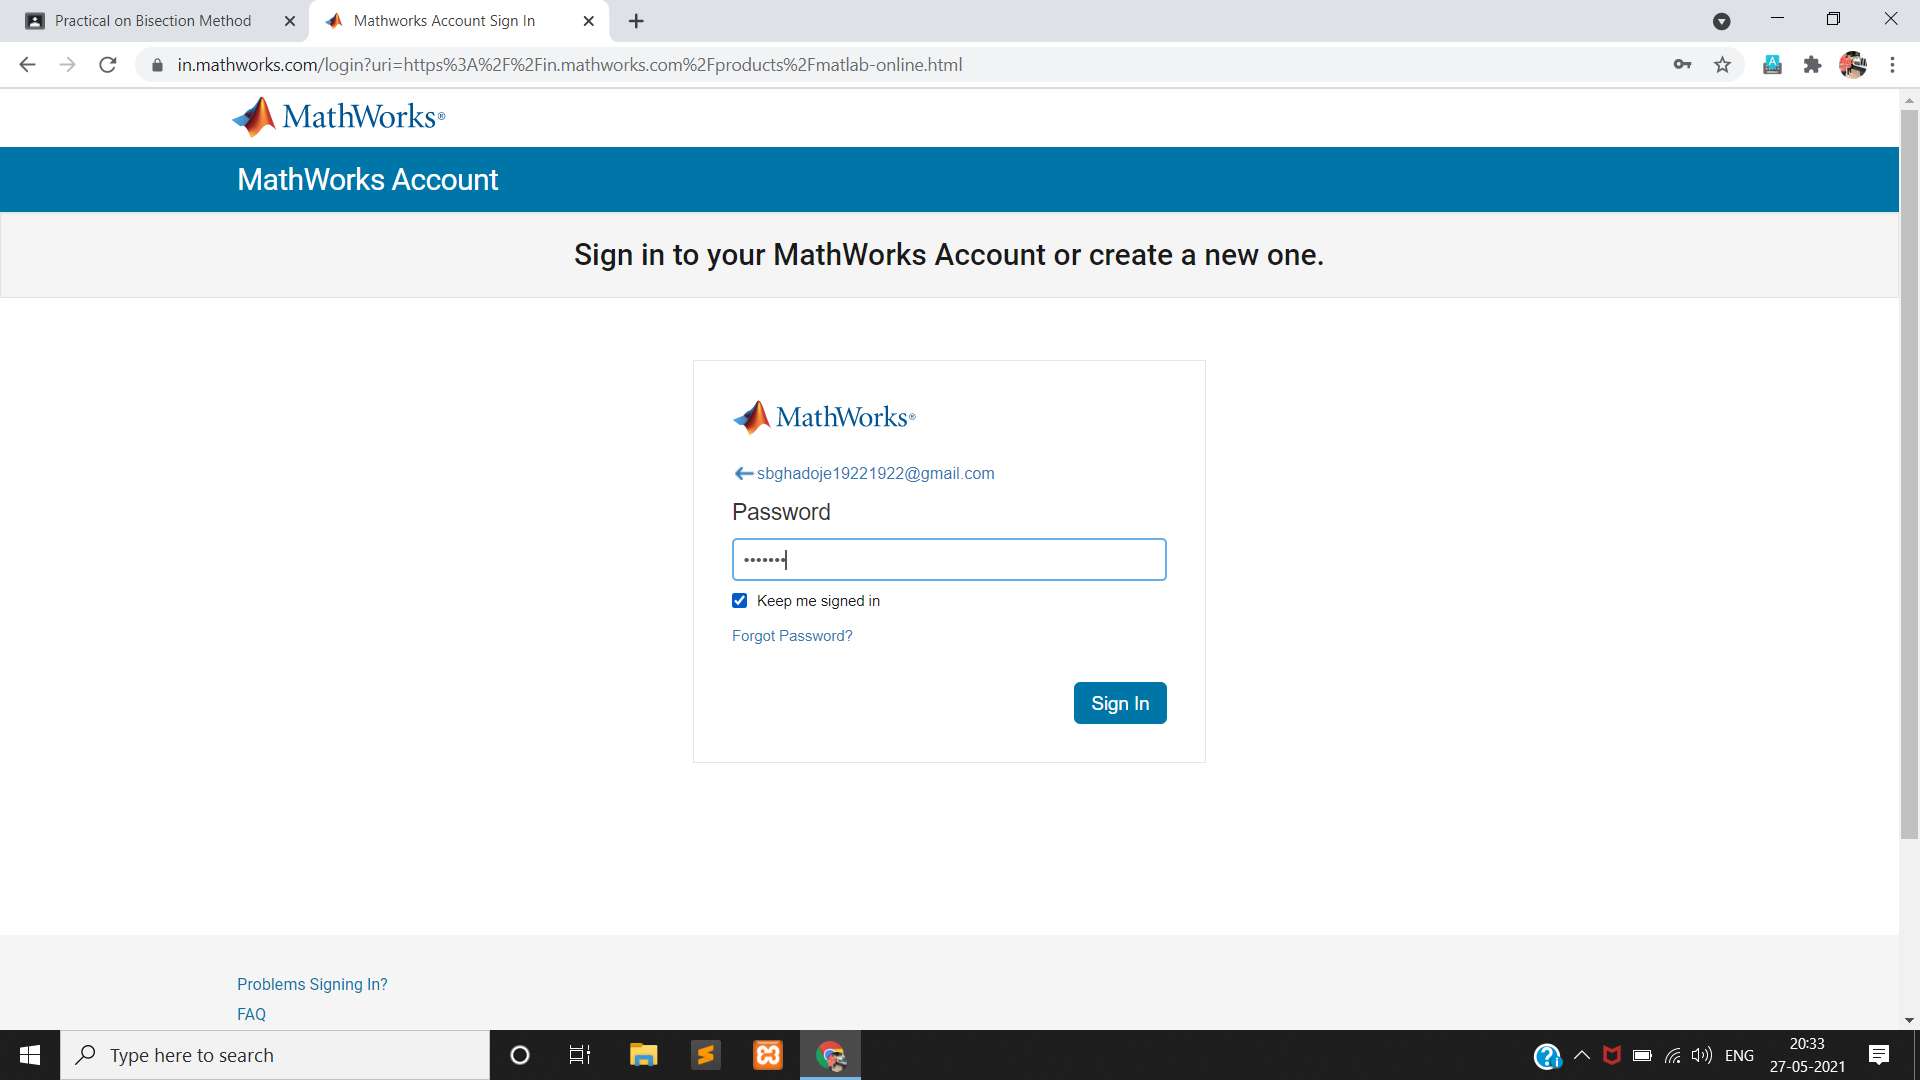 Practical on Bisection Method
Mathworks Account Sign In
in.mathworks.com/login?uri=https%3A%2F%2Fin.mathworks.com%2Fproducts%2Fmatlab-online.html
MathWorks®
MathWorks Account
Sign in to your MathWorks Account or create a new one.
MathWorks®
sbghadoje19221922@gmail.com
Password
•••••••
Keep me signed in
Forgot Password?
Sign In
Problems Signing In?
FAQ
Type here to search
ENG
20:33
27-05-2021